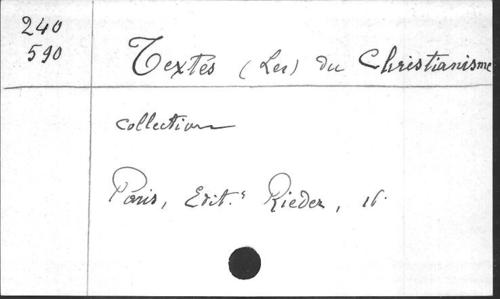 240
590
Textes (Les) du Christianisme
collection
Paris, Edit.s Rieder, 16.